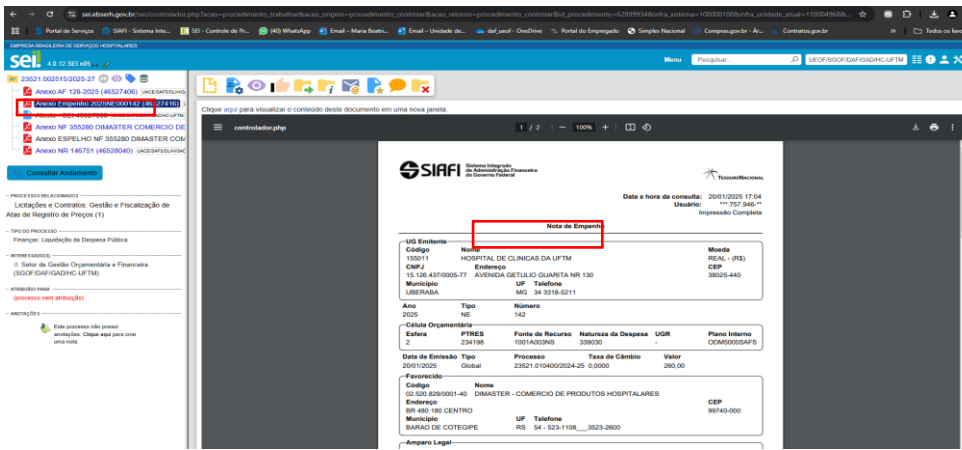 sei.ebserh.gov.br/sei/controlador.php?acao=procedimento_trabalhar&acao_origem=procedimento_controlar&acao_retorno=procedimento_controlar&id_procedimento=62899934&infra_sistema=100000100&infra_unidade_atual=110004968&...
Portal de Serviços SIAFI - Sistema Inte... SEI - Controle de Pr... (40) WhatsApp Email – Maria Beatri... Email – Unidade de... daf_ueof - OneDrive Portal do Empregado Simples Nacional Compras.gov.br - Ár... Contratos.gov.br » Todos os favo
EMPRESA BRASILEIRA DE SERVIÇOS HOSPITALARES
sei. 4.0.12 SEI n05 Menu Pesquisar... UEOF/SGOF/DAF/GAD/HC-UFTM
23521.002515/2025-27
Anexo AF 128-2025 (46527406)
Anexo Empenho 2025NE000142 (46527416)
Anexo NF 355280 DIMASTER COMERCIO DE
Anexo ESPELHO NF 355280 DIMASTER COM
Anexo NR 146751 (46528040)
Consultar Andamento
PROCESSOS RELACIONADOS
Licitações e Contratos: Gestão e Fiscalização de
Atas de Registro de Preços (1)
TIPO DO PROCESSO
Finanças: Liquidação da Despesa Pública
INTERESSADO(S)
Setor de Gestão Orçamentária e Financeira
(SGOF/DAF/GAD/HC-UFTM)
ATRIBUÍDO PARA
(processo sem atribuição)
ANOTAÇÕES
Este processo não possui
anotações. Clique aqui para criar
uma nota.
Clique aqui para visualizar o conteúdo deste documento em uma nova janela.
controlador.php 1 / 2 — 100% +
SIAFI Sistema Integrado
de Administração Financeira
do Governo Federal
TESOURO NACIONAL
Data e hora da consulta: 20/01/2025 17:04
Usuário: ***.757.946-**
Impressão Completa
Nota de Empenho
UG Emitente
Código Nome Moeda
155011 HOSPITAL DE CLINICAS DA UFTM REAL - (R$)
CNPJ Endereço CEP
15.126.437/0005-77 AVENIDA GETULIO GUARITA NR 130 38025-440
Município UF Telefone
UBERABA MG 34 3318-5211
Ano Tipo Número
2025 NE 142
Célula Orçamentária
Esfera PTRES Fonte de Recurso Natureza da Despesa UGR Plano Interno
2 234198 1001A003NS 339030 - ODM5000SAFS
Data de Emissão Tipo Processo Taxa de Câmbio Valor
20/01/2025 Global 23521.010400/2024-25 0,0000 260,00
Favorecido
Código Nome
02.520.829/0001-40 DIMASTER - COMERCIO DE PRODUTOS HOSPITALARES
Endereço CEP
BR 480 180 CENTRO 99740-000
Município UF Telefone
BARAO DE COTEGIPE RS 54 - 523-1108___3523-2600
Amparo Legal